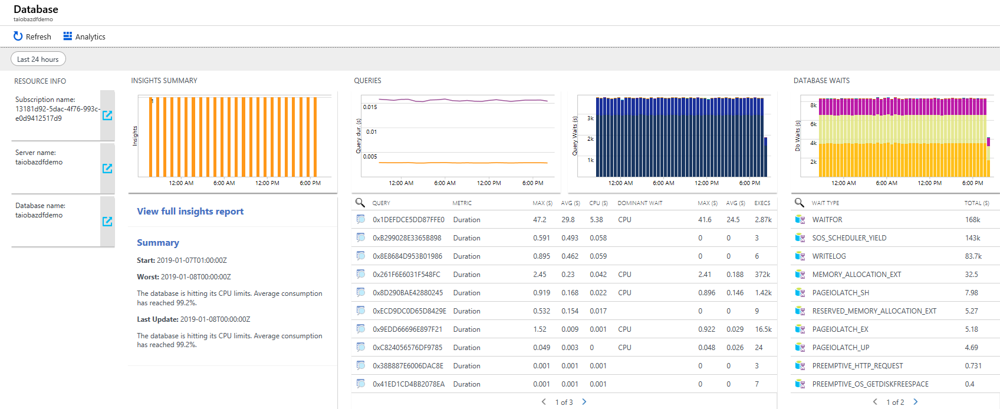 Database
taiobazdfdemo
Refresh Analytics
Last 24 hours
RESOURCE INFO
Subscription name:
13181d92-5dac-4f76-993c-
e0d9412517d9
Server name:
taiobazdfdemo
Database name:
taiobazdfdemo
INSIGHTS SUMMARY
1
Insights
12:00 AM 6:00 AM 12:00 PM 6:00 PM
View full insights report
Summary
Start: 2019-01-07T01:00:00Z
Worst: 2019-01-08T00:00:00Z
The database is hitting its CPU limits. Average consumption
has reached 99.2%.
Last Update: 2019-01-08T00:00:00Z
The database is hitting its CPU limits. Average consumption
has reached 99.2%.
QUERIES
Query dur. (s)
0.015
0.01
0.005
12:00 AM 6:00 AM 12:00 PM 6:00 PM
Query Waits (s)
3k
2k
1k
12:00 AM 6:00 AM 12:00 PM 6:00 PM
QUERY METRIC MAX (S) AVG (S) CPU (S) DOMINANT WAIT MAX (S) AVG (S) EXECS
0x1DEFDCE5DD87FFE0 Duration 47.2 29.8 5.38 CPU 41.6 24.5 2.87k
0xB299028E3365B898 Duration 0.591 0.493 0.058 0 0 3
0x8E8684D953B01986 Duration 0.895 0.462 0.059 0 0 6
0x261F6E6031F548FC Duration 2.45 0.23 0.042 CPU 2.41 0.188 372k
0x8D290BAE42880245 Duration 0.919 0.168 0.022 CPU 0.896 0.146 1.42k
0xECD9DC0D65D8429E Duration 0.532 0.154 0.017 0 0 9
0x9EDD66696E897F21 Duration 1.52 0.009 0.001 CPU 0.922 0.029 16.5k
0xC824056576DF9785 Duration 0.049 0.003 0 CPU 0.048 0.026 24
0x38B887E6006DAC8E Duration 0.001 0.001 0.001 0 0 3
0x41ED1CD4BB2078EA Duration 0.001 0.001 0.001 0 0 7
1 of 3
DATABASE WAITS
Db Waits (s)
8k
6k
4k
2k
12:00 AM 6:00 AM 12:00 PM 6:00 PM
WAIT TYPE TOTAL (S)
WAITFOR 168k
SOS_SCHEDULER_YIELD 143k
WRITELOG 83.7k
MEMORY_ALLOCATION_EXT 32.5
PAGEIOLATCH_SH 7.98
RESERVED_MEMORY_ALLOCATION_EXT 5.27
PAGEIOLATCH_EX 5.18
PAGEIOLATCH_UP 4.69
PREEMPTIVE_HTTP_REQUEST 0.731
PREEMPTIVE_OS_GETDISKFREESPACE 0.4
1 of 2